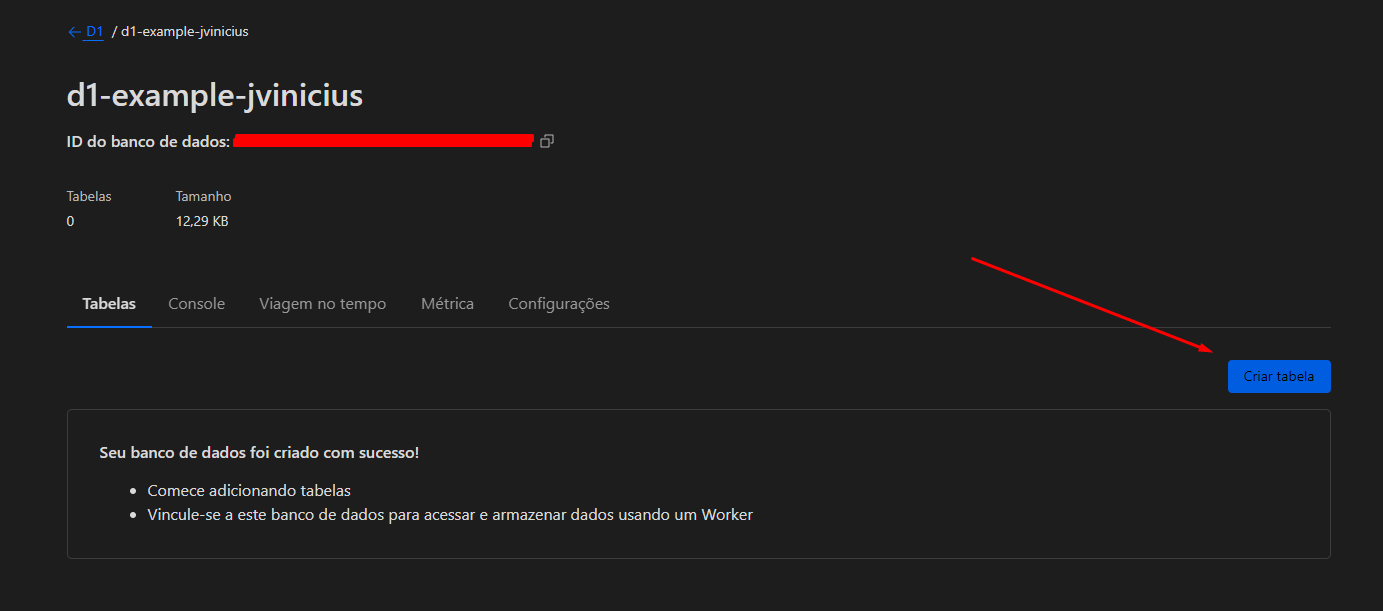 ← D1 / d1-example-jvinicius
d1-example-jvinicius
ID do banco de dados:
Tabelas Tamanho
0 12,29 KB
Tabelas Console Viagem no tempo Métrica Configurações
Criar tabela
Seu banco de dados foi criado com sucesso!
• Comece adicionando tabelas
• Vincule-se a este banco de dados para acessar e armazenar dados usando um Worker